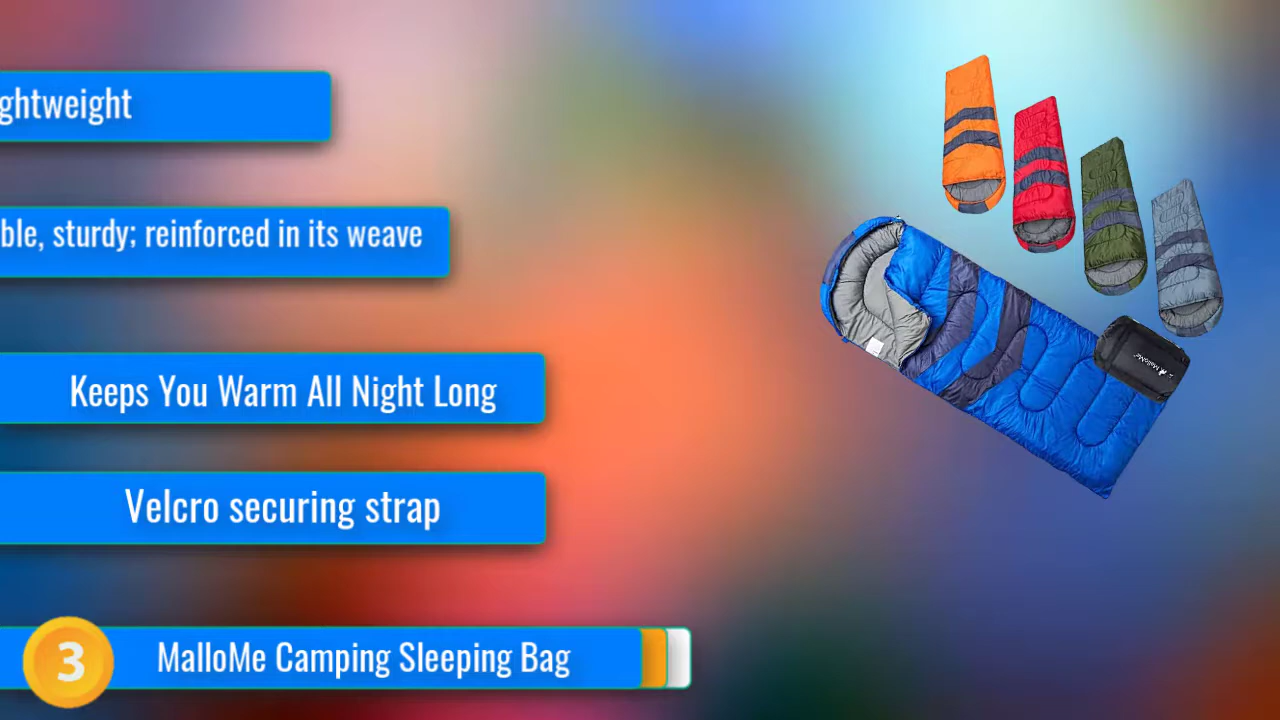 ghtweight
ble, sturdy; reinforced in its weave
Keeps You Warm All Night Long
Velcro securing strap
3
MalloMe Camping Sleeping Bag
MalloMe